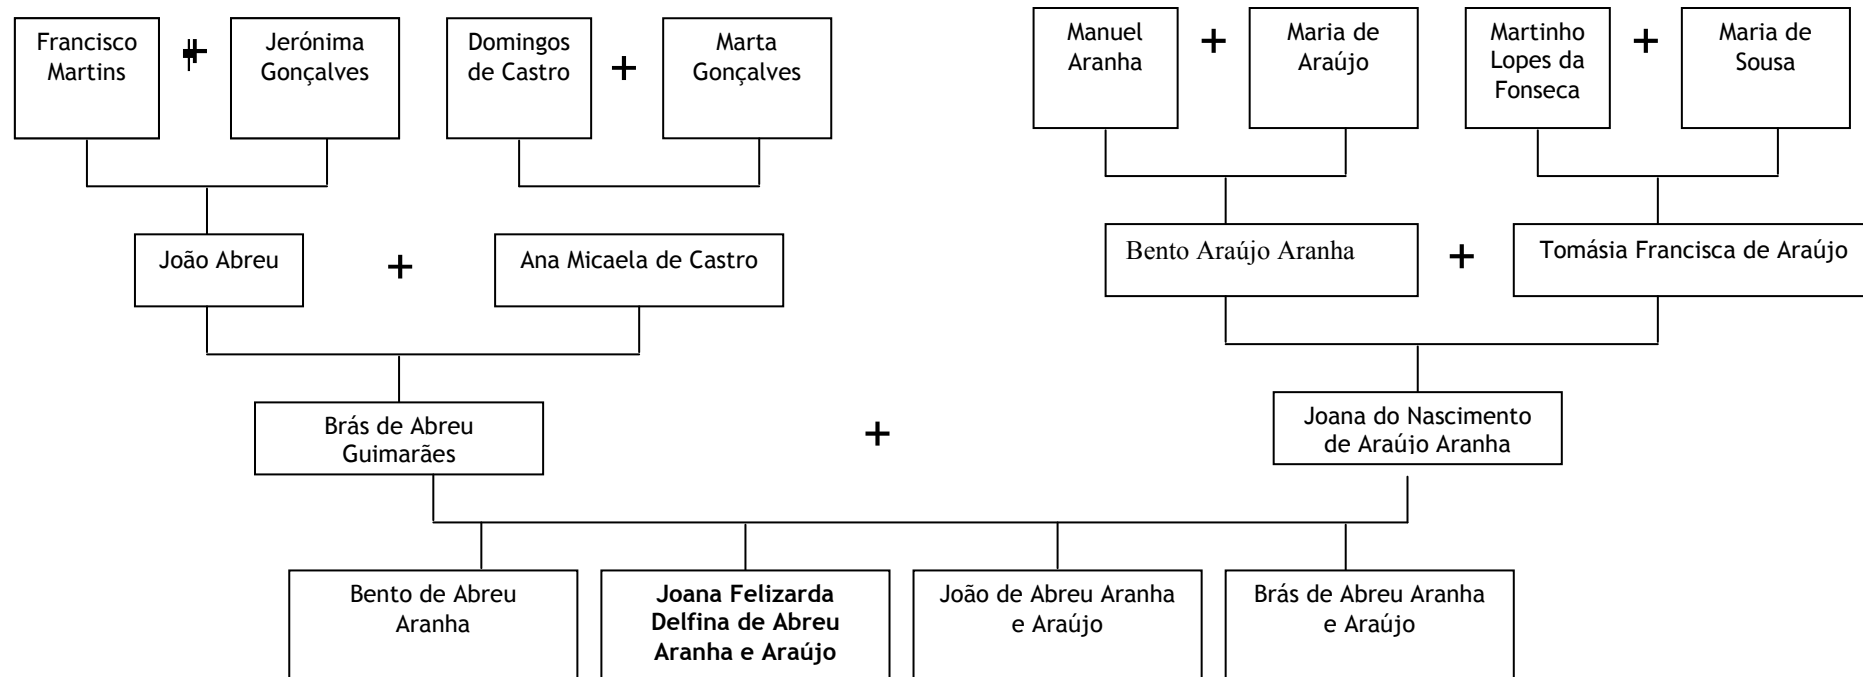 Francisco
Martins
+
Jerónima
Gonçalves
Domingos
de Castro
+
Marta
Gonçalves
Manuel
Aranha
+
Maria de
Araújo
Martinho
Lopes da
Fonseca
+
Maria de
Sousa
João Abreu
+
Ana Micaela de Castro
Bento Araújo Aranha
+
Tomásia Francisca de Araújo
Brás de Abreu
Guimarães
+
Joana do Nascimento
de Araújo Aranha
Bento de Abreu
Aranha
Joana Felizarda
Delfina de Abreu
Aranha e Araújo
João de Abreu Aranha
e Araújo
Brás de Abreu Aranha
e Araújo